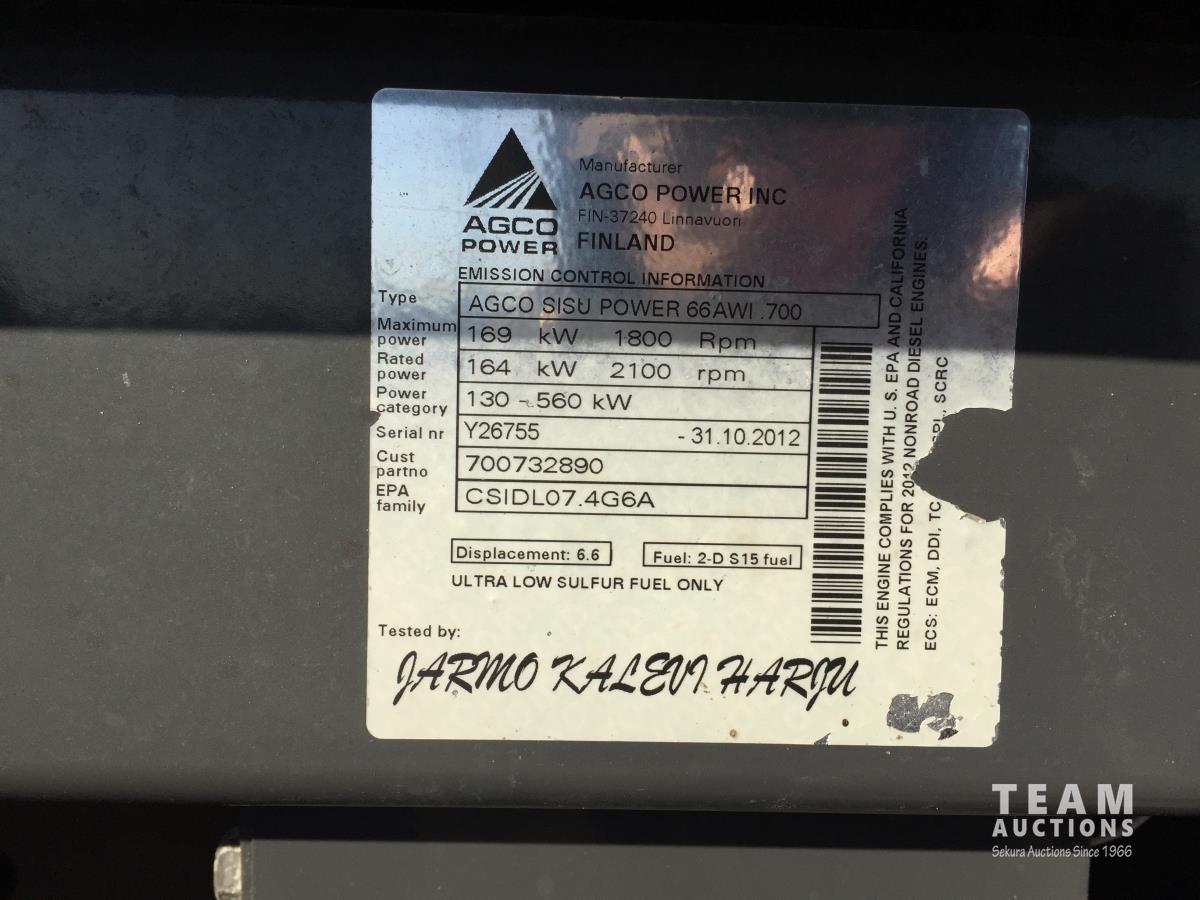 AGCO
POWER
Manufacturer
AGCO POWER INC
FIN-37240 Linnavuori
FINLAND
EMISSION CONTROL INFORMATION
Type AGCO SISU POWER 66AWI .700
Maximum power 169 kW 1800 Rpm
Rated power 164 kW 2100 rpm
Power category 130 - 560 kW
Serial nr Y26755 - 31.10.2012
Cust partno 700732890
EPA family CSIDL07.4G6A
Displacement: 6.6 Fuel: 2-D S15 fuel
ULTRA LOW SULFUR FUEL ONLY
Tested by:
JARMO KALEVI HARJU
THIS ENGINE COMPLIES WITH U. S. EPA AND CALIFORNIA
REGULATIONS FOR 2012 NONROAD DIESEL ENGINES.
ECS: ECM, DDI, TC, SCRC
TEAM
AUCTIONS
Sekura Auctions Since 1966